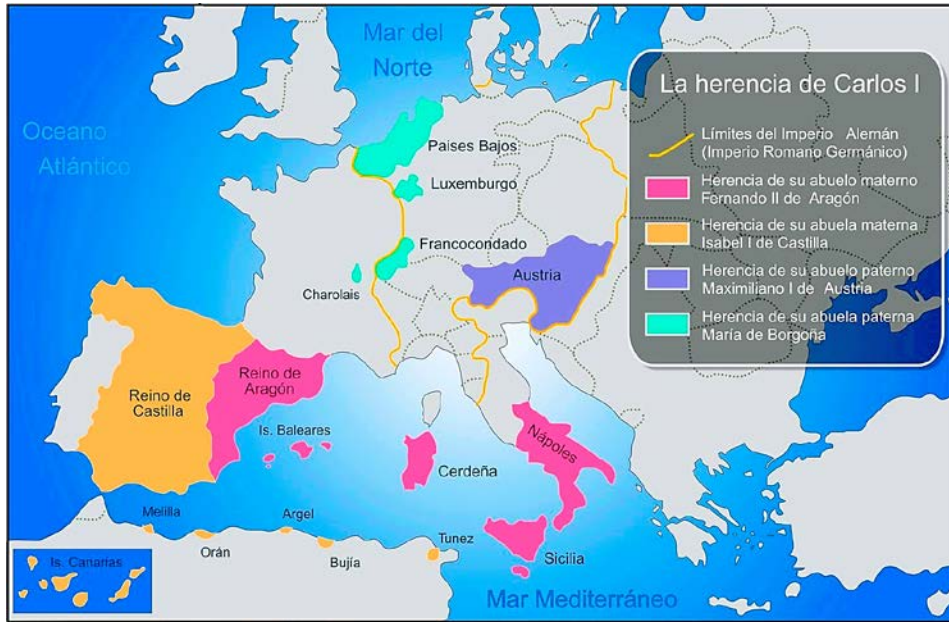 Mar del
Norte
Oceano
Atlántico
Paises Bajos
Luxemburgo
Francocondado
Charolais
Austria
Reino de
Castilla
Reino de
Aragón
Is. Baleares
Cerdeña
Nápoles
Sicilia
Melilla
Orán
Argel
Bujía
Tunez
Is. Canarias
Mar Mediterráneo
La herencia de Carlos I
Límites del Imperio Alemán
(Imperio Romano Germánico)
Herencia de su abuelo materno
Fernando II de Aragón
Herencia de su abuela materna
Isabel I de Castilla
Herencia de su abuelo paterno
Maximiliano I de Austria
Herencia de su abuela paterna
María de Borgoña